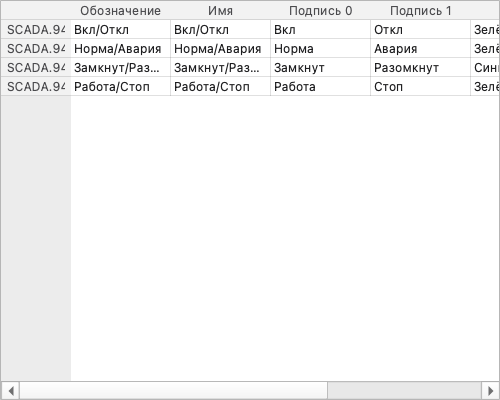 Обозначение Имя Подпись 0 Подпись 1
SCADA.94 Вкл/Откл Вкл/Откл Вкл Откл
SCADA.94 Норма/Авария Норма/Авария Норма Авария
SCADA.94 Замкнут/Раз... Замкнут/Раз... Замкнут Разомкнут
SCADA.94 Работа/Стоп Работа/Стоп Работа Стоп